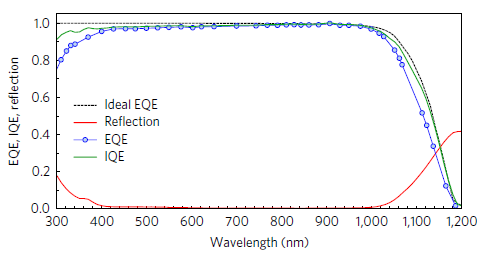 EQE, IQE, reflection
1.0
0.8
0.6
0.4
0.2
0.0
Ideal EQE
Reflection
EQE
IQE
300 400 500 600 700 800 900 1,000 1,100 1,200
Wavelength (nm)